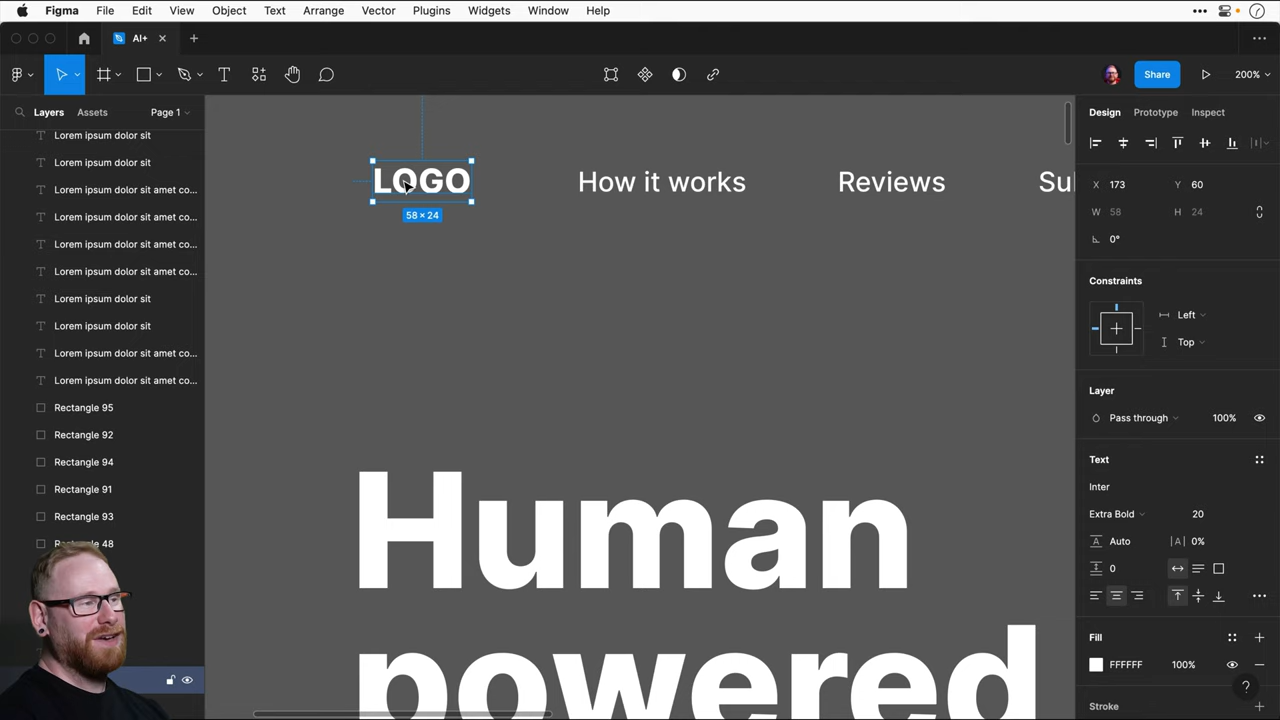 Figma File Edit View Object Text Arrange Vector Plugins Widgets Window Help
AI+
Share 200%
Layers Assets Page 1
Lorem ipsum dolor sit
Lorem ipsum dolor sit
Lorem ipsum dolor sit amet co...
Lorem ipsum dolor sit amet co...
Lorem ipsum dolor sit amet co...
Lorem ipsum dolor sit amet co...
Lorem ipsum dolor sit
Lorem ipsum dolor sit
Lorem ipsum dolor sit amet co...
Lorem ipsum dolor sit amet co...
Rectangle 95
Rectangle 92
Rectangle 94
Rectangle 91
Rectangle 93
Rectangle 48
LOGO How it works Reviews Su
58 × 24
Human
powered
Design Prototype Inspect
X 173 Y 60
W 58 H 24
0°
Constraints
Left
Top
Layer
Pass through 100%
Text
Inter
Extra Bold 20
Auto |A| 0%
0
Fill
FFFFFF 100%
Stroke
?